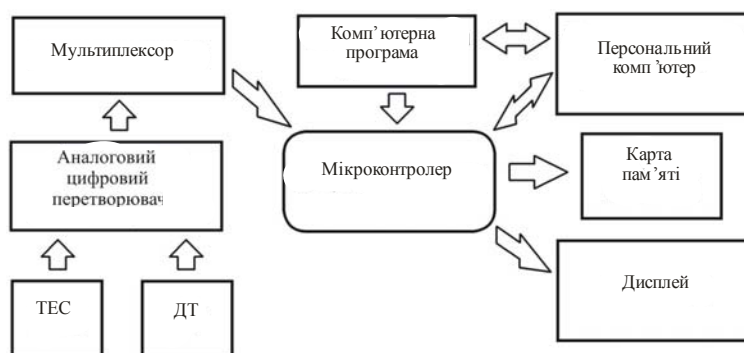 Мультиплексор
Комп’ютерна
програма
Персональний
комп’ютер
Аналоговий
цифровий
перетворювач
Мікроконтролер
Карта
пам’яті
ТЕС
ДТ
Дисплей